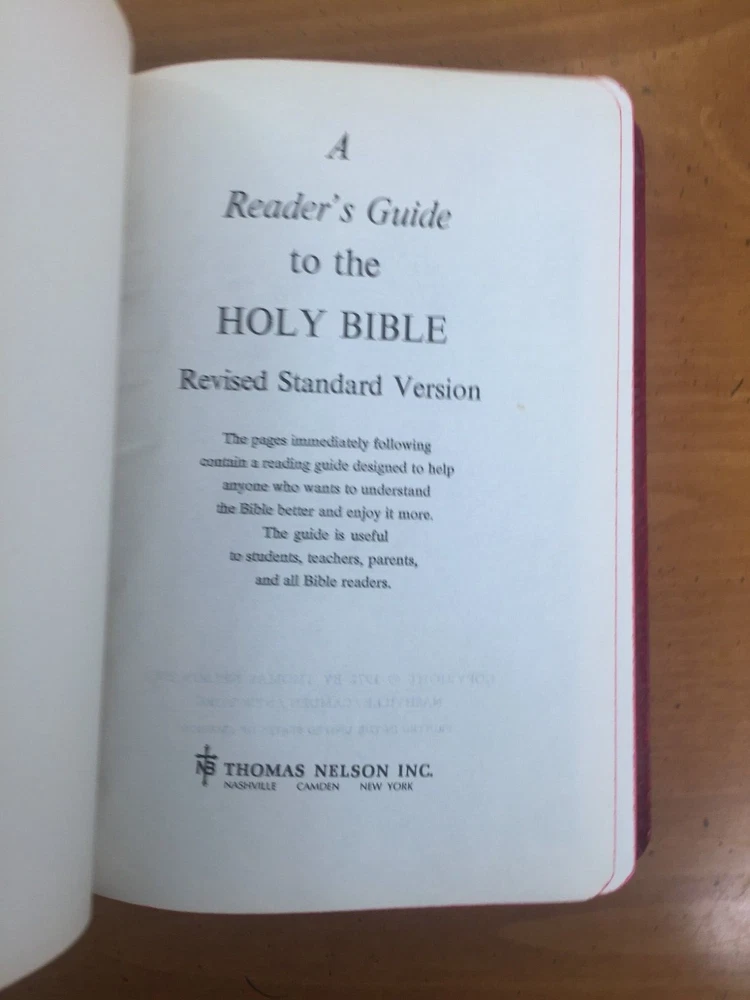 A
Reader's Guide
to the
HOLY BIBLE
Revised Standard Version
The pages immediately following
contain a reading guide designed to help
anyone who wants to understand
the Bible better and enjoy it more.
The guide is useful
to students, teachers, parents,
and all Bible readers.
NB THOMAS NELSON INC.
NASHVILLE CAMDEN NEW YORK